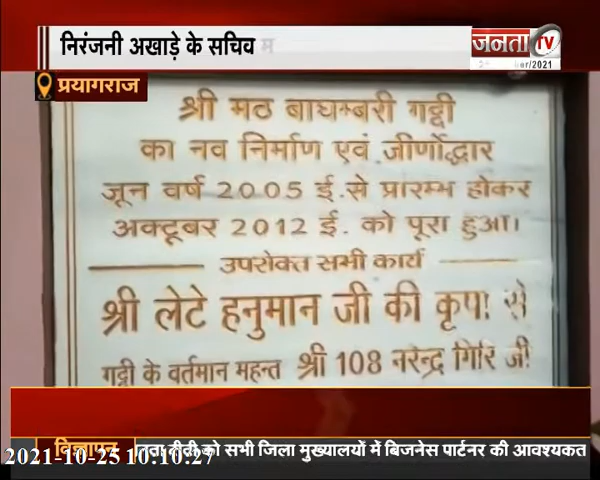 निरंजनी अखाड़े के सचिव म
जनता TV
/2021
प्रयागराज
श्री मठ बाघम्बरी गद्दी
का नव निर्माण एवं जीर्णोद्धार
जून वर्ष 2005 ई. से प्रारम्भ होकर
अक्टूबर 2012 ई. को पूरा हुआ।
उपरोक्त सभी कार्य
श्री लेटे हनुमान जी की कृपा से
गद्दी के वर्तमान महन्त श्री 108 नरेन्द्र गिरि जी
विज्ञापन
टीवी को सभी जिला मुख्यालयों में बिजनेस पार्टनर की आवश्यकत
2021-10-25 10:10:27